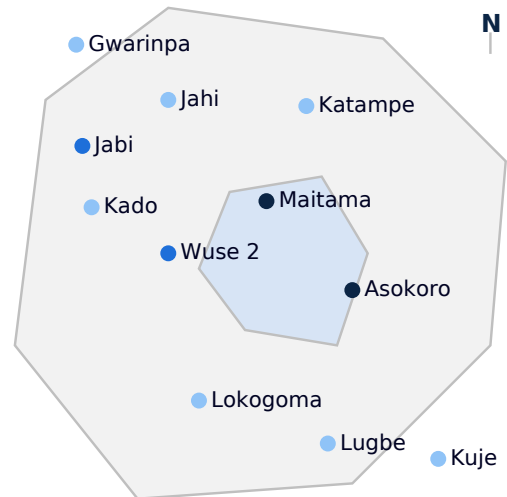 N
Gwarinpa
Jahi
Katampe
Jabi
Maitama
Kado
Wuse 2
Asokoro
Lokogoma
Lugbe
Kuje